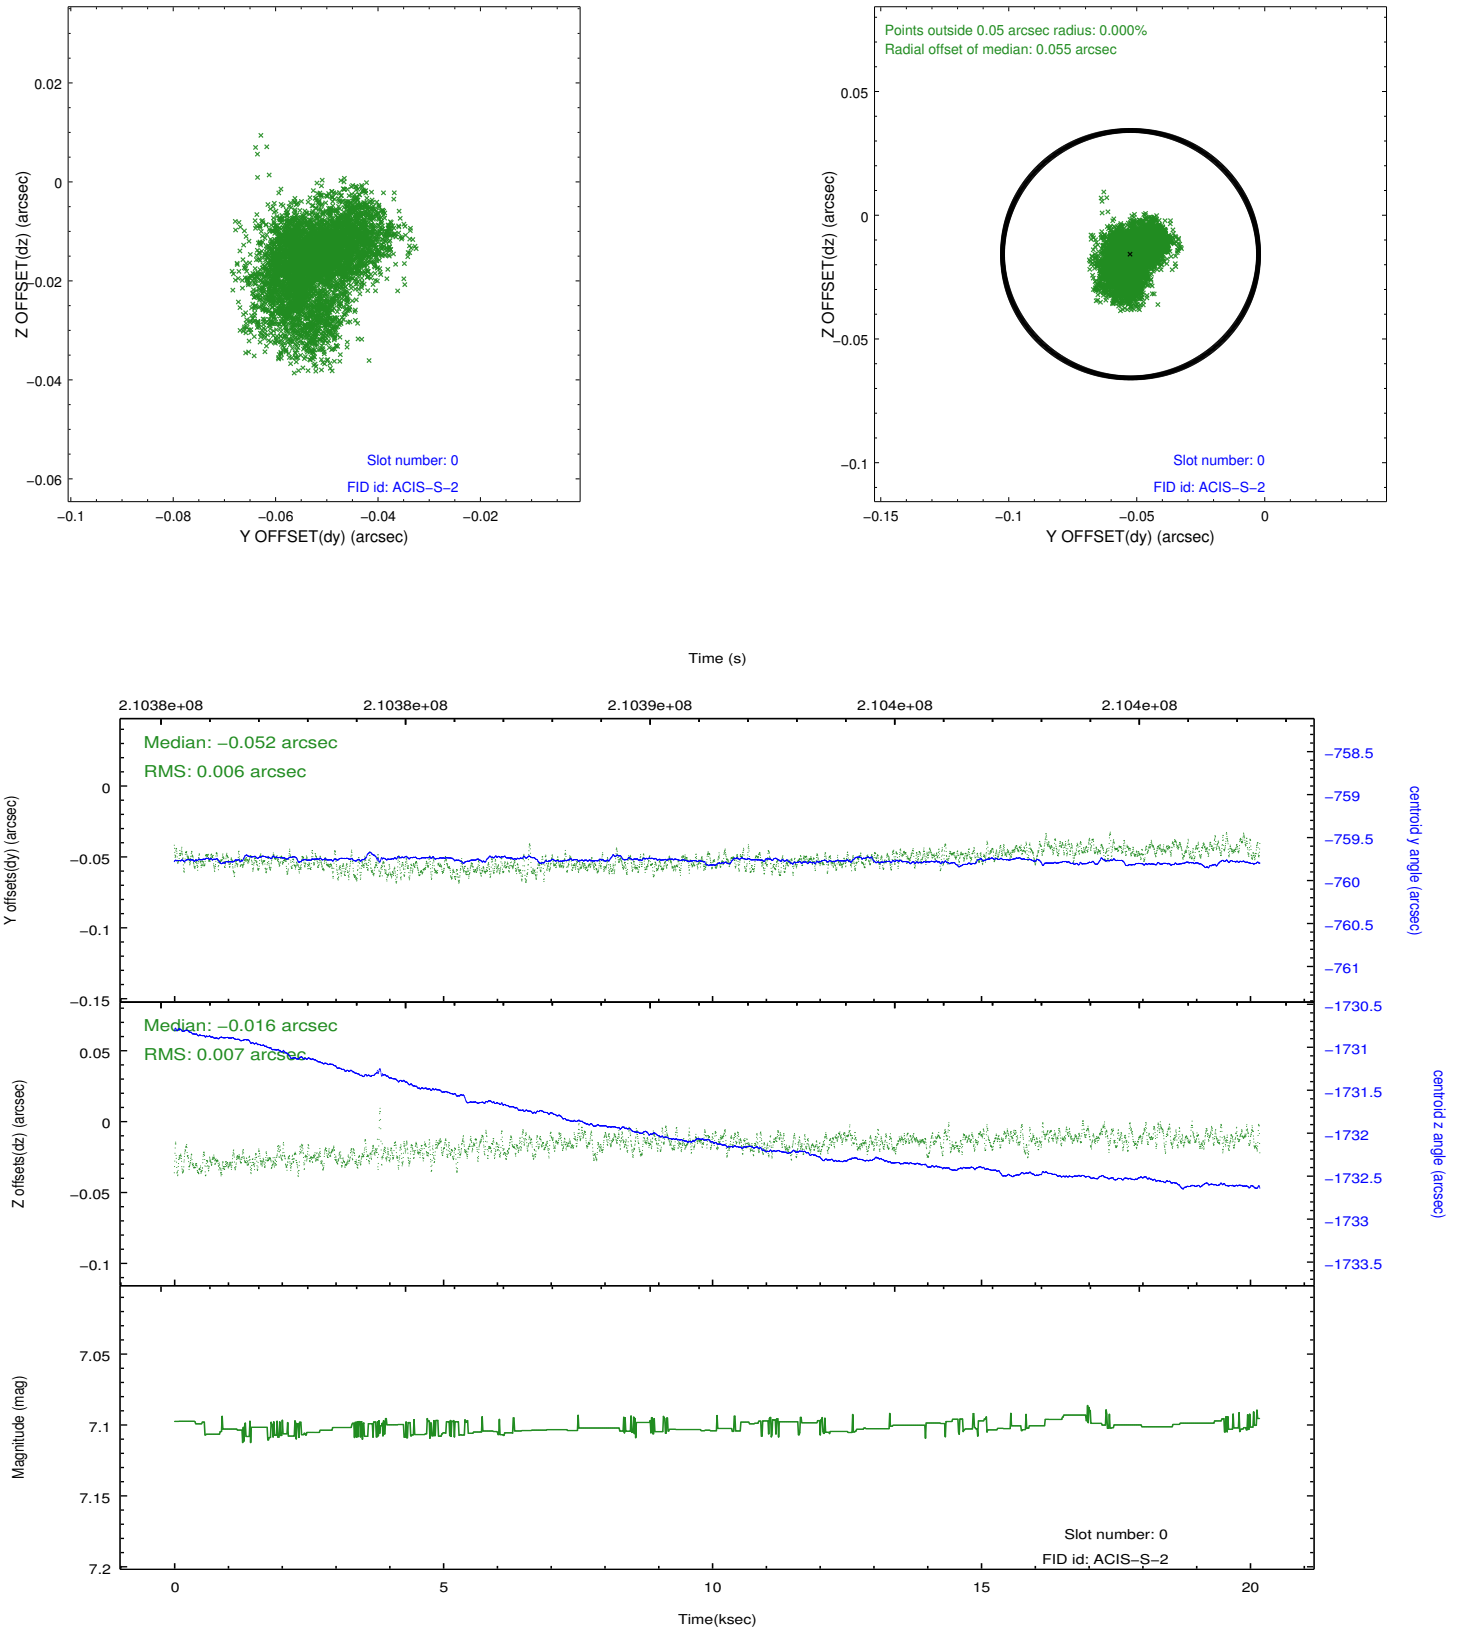 0.02
0
−0.02
−0.04
−0.06
Z OFFSET(dz) (arcsec)
Slot number: 0
FID id: ACIS−S−2
−0.1
−0.08
−0.06
−0.04
−0.02
Y OFFSET(dy) (arcsec)
Points outside 0.05 arcsec radius: 0.000%
Radial offset of median: 0.055 arcsec
0.05
0
−0.05
−0.1
Z OFFSET(dz) (arcsec)
Slot number: 0
FID id: ACIS−S−2
−0.15
−0.1
−0.05
0
Y OFFSET(dy) (arcsec)
Time (s)
2.1038e+08
2.1038e+08
2.1039e+08
2.104e+08
2.104e+08
Median: −0.052 arcsec
RMS: 0.006 arcsec
0
−0.05
−0.1
−0.15
Y offsets(dy) (arcsec)
−758.5
−759
−759.5
−760
−760.5
−761
centroid y angle (arcsec)
Median: −0.016 arcsec
RMS: 0.007 arcsec
0.05
0
−0.05
−0.1
Z offsets(dz) (arcsec)
−1730.5
−1731
−1731.5
−1732
−1732.5
−1733
−1733.5
centroid z angle (arcsec)
7.05
7.1
7.15
7.2
Magnitude (mag)
Slot number: 0
FID id: ACIS−S−2
0
5
10
15
20
Time(ksec)